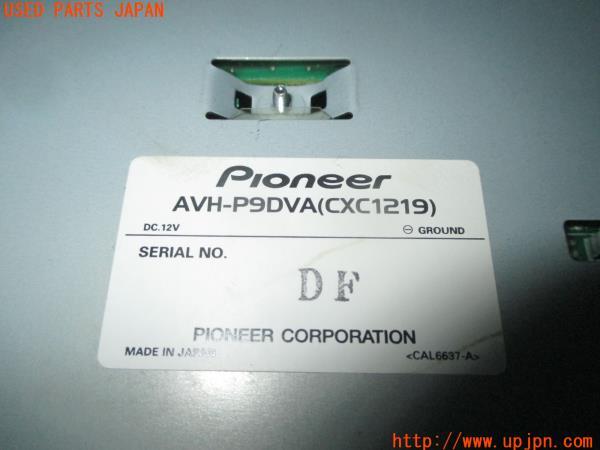 USED PARTS JAPAN
Pioneer
AVH-P9DVA(CXC1219)
DC.12V ⊖ GROUND
SERIAL NO.
DF
PIONEER CORPORATION
MADE IN JAPAN <CAL6637-A>
http://www.upjpn.com